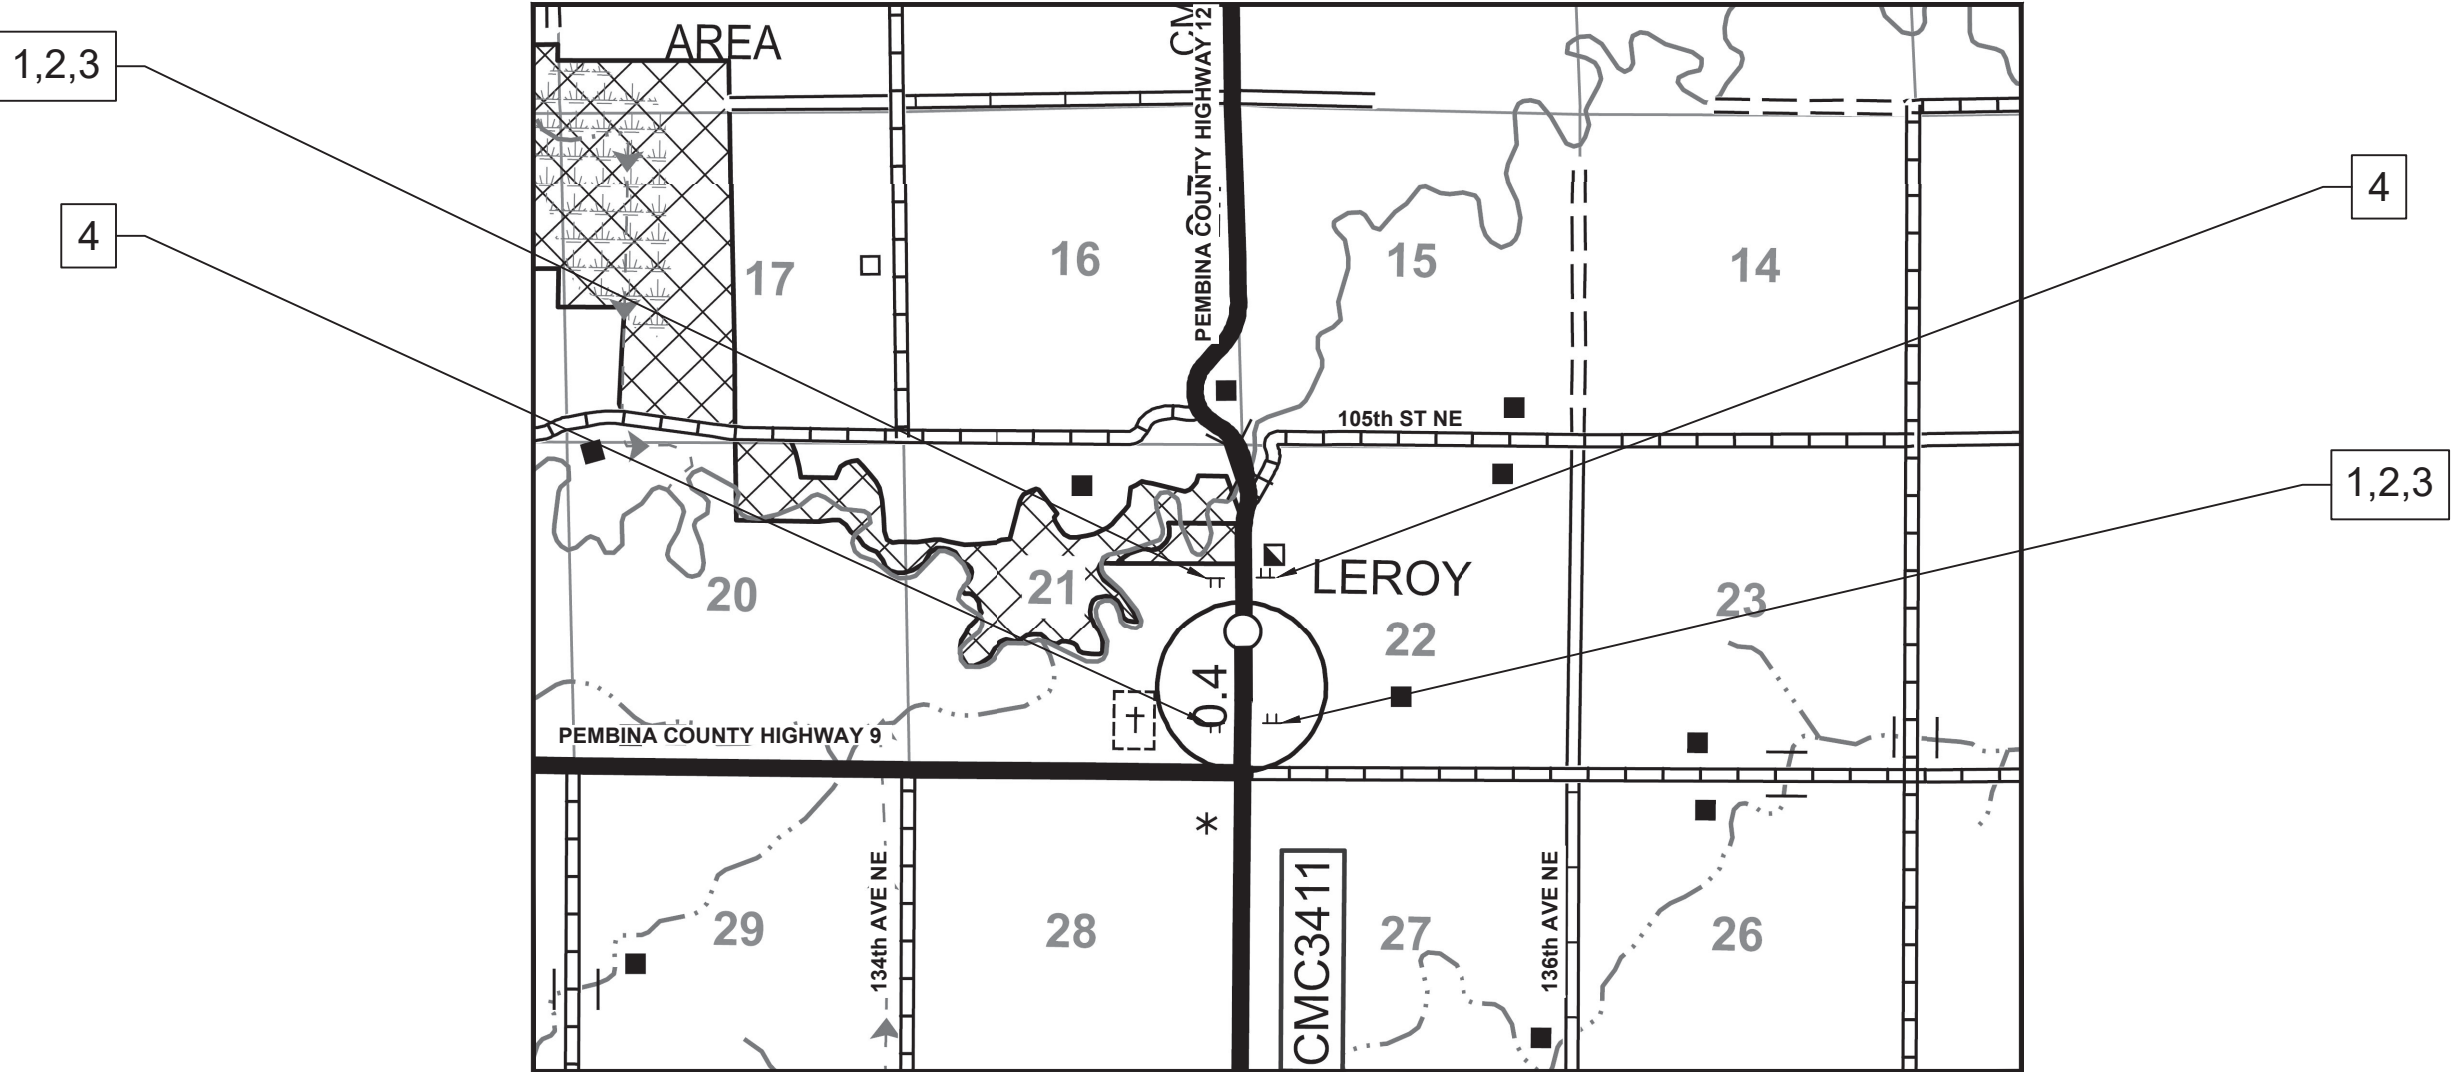 AREA
CM
PEMBINA COUNTY HIGHWAY 12
1,2,3
4
4
1,2,3
17
16
15
14
105th ST NE
LEROY
20
21
22
23
0.4
PEMBINA COUNTY HIGHWAY 9
*
29
134th AVE NE
28
CMC3411
27
136th AVE NE
26